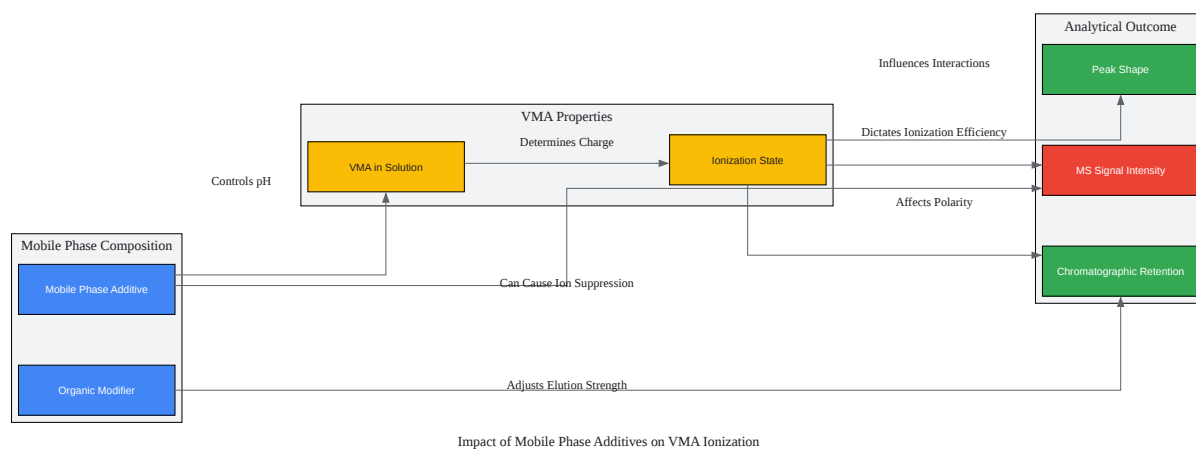 Analytical Outcome
Influences Interactions
Peak Shape
VMA Properties
Determines Charge
Dictates Ionization Efficiency
VMA in Solution
Ionization State
MS Signal Intensity
Controls pH
Affects Polarity
Mobile Phase Composition
Mobile Phase Additive
Can Cause Ion Suppression
Chromatographic Retention
Organic Modifier
Adjusts Elution Strength
Impact of Mobile Phase Additives on VMA Ionization